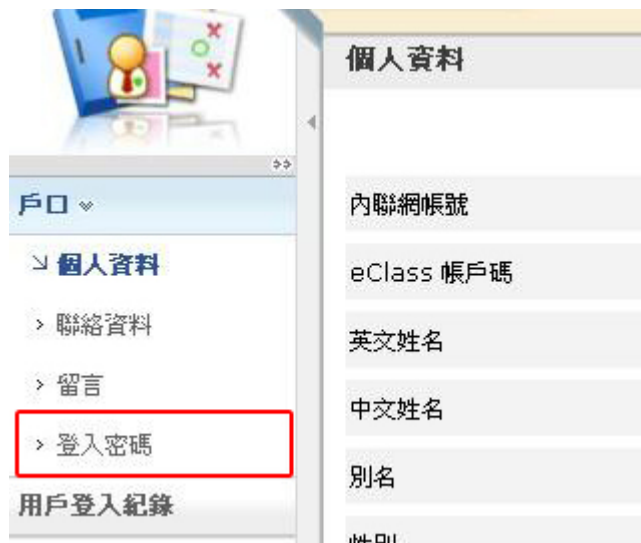 戶口
個人資料
聯絡資料
留言
登入密碼
用戶登入紀錄
個人資料
內聯網帳號
eClass 帳戶碼
英文姓名
中文姓名
別名
性別